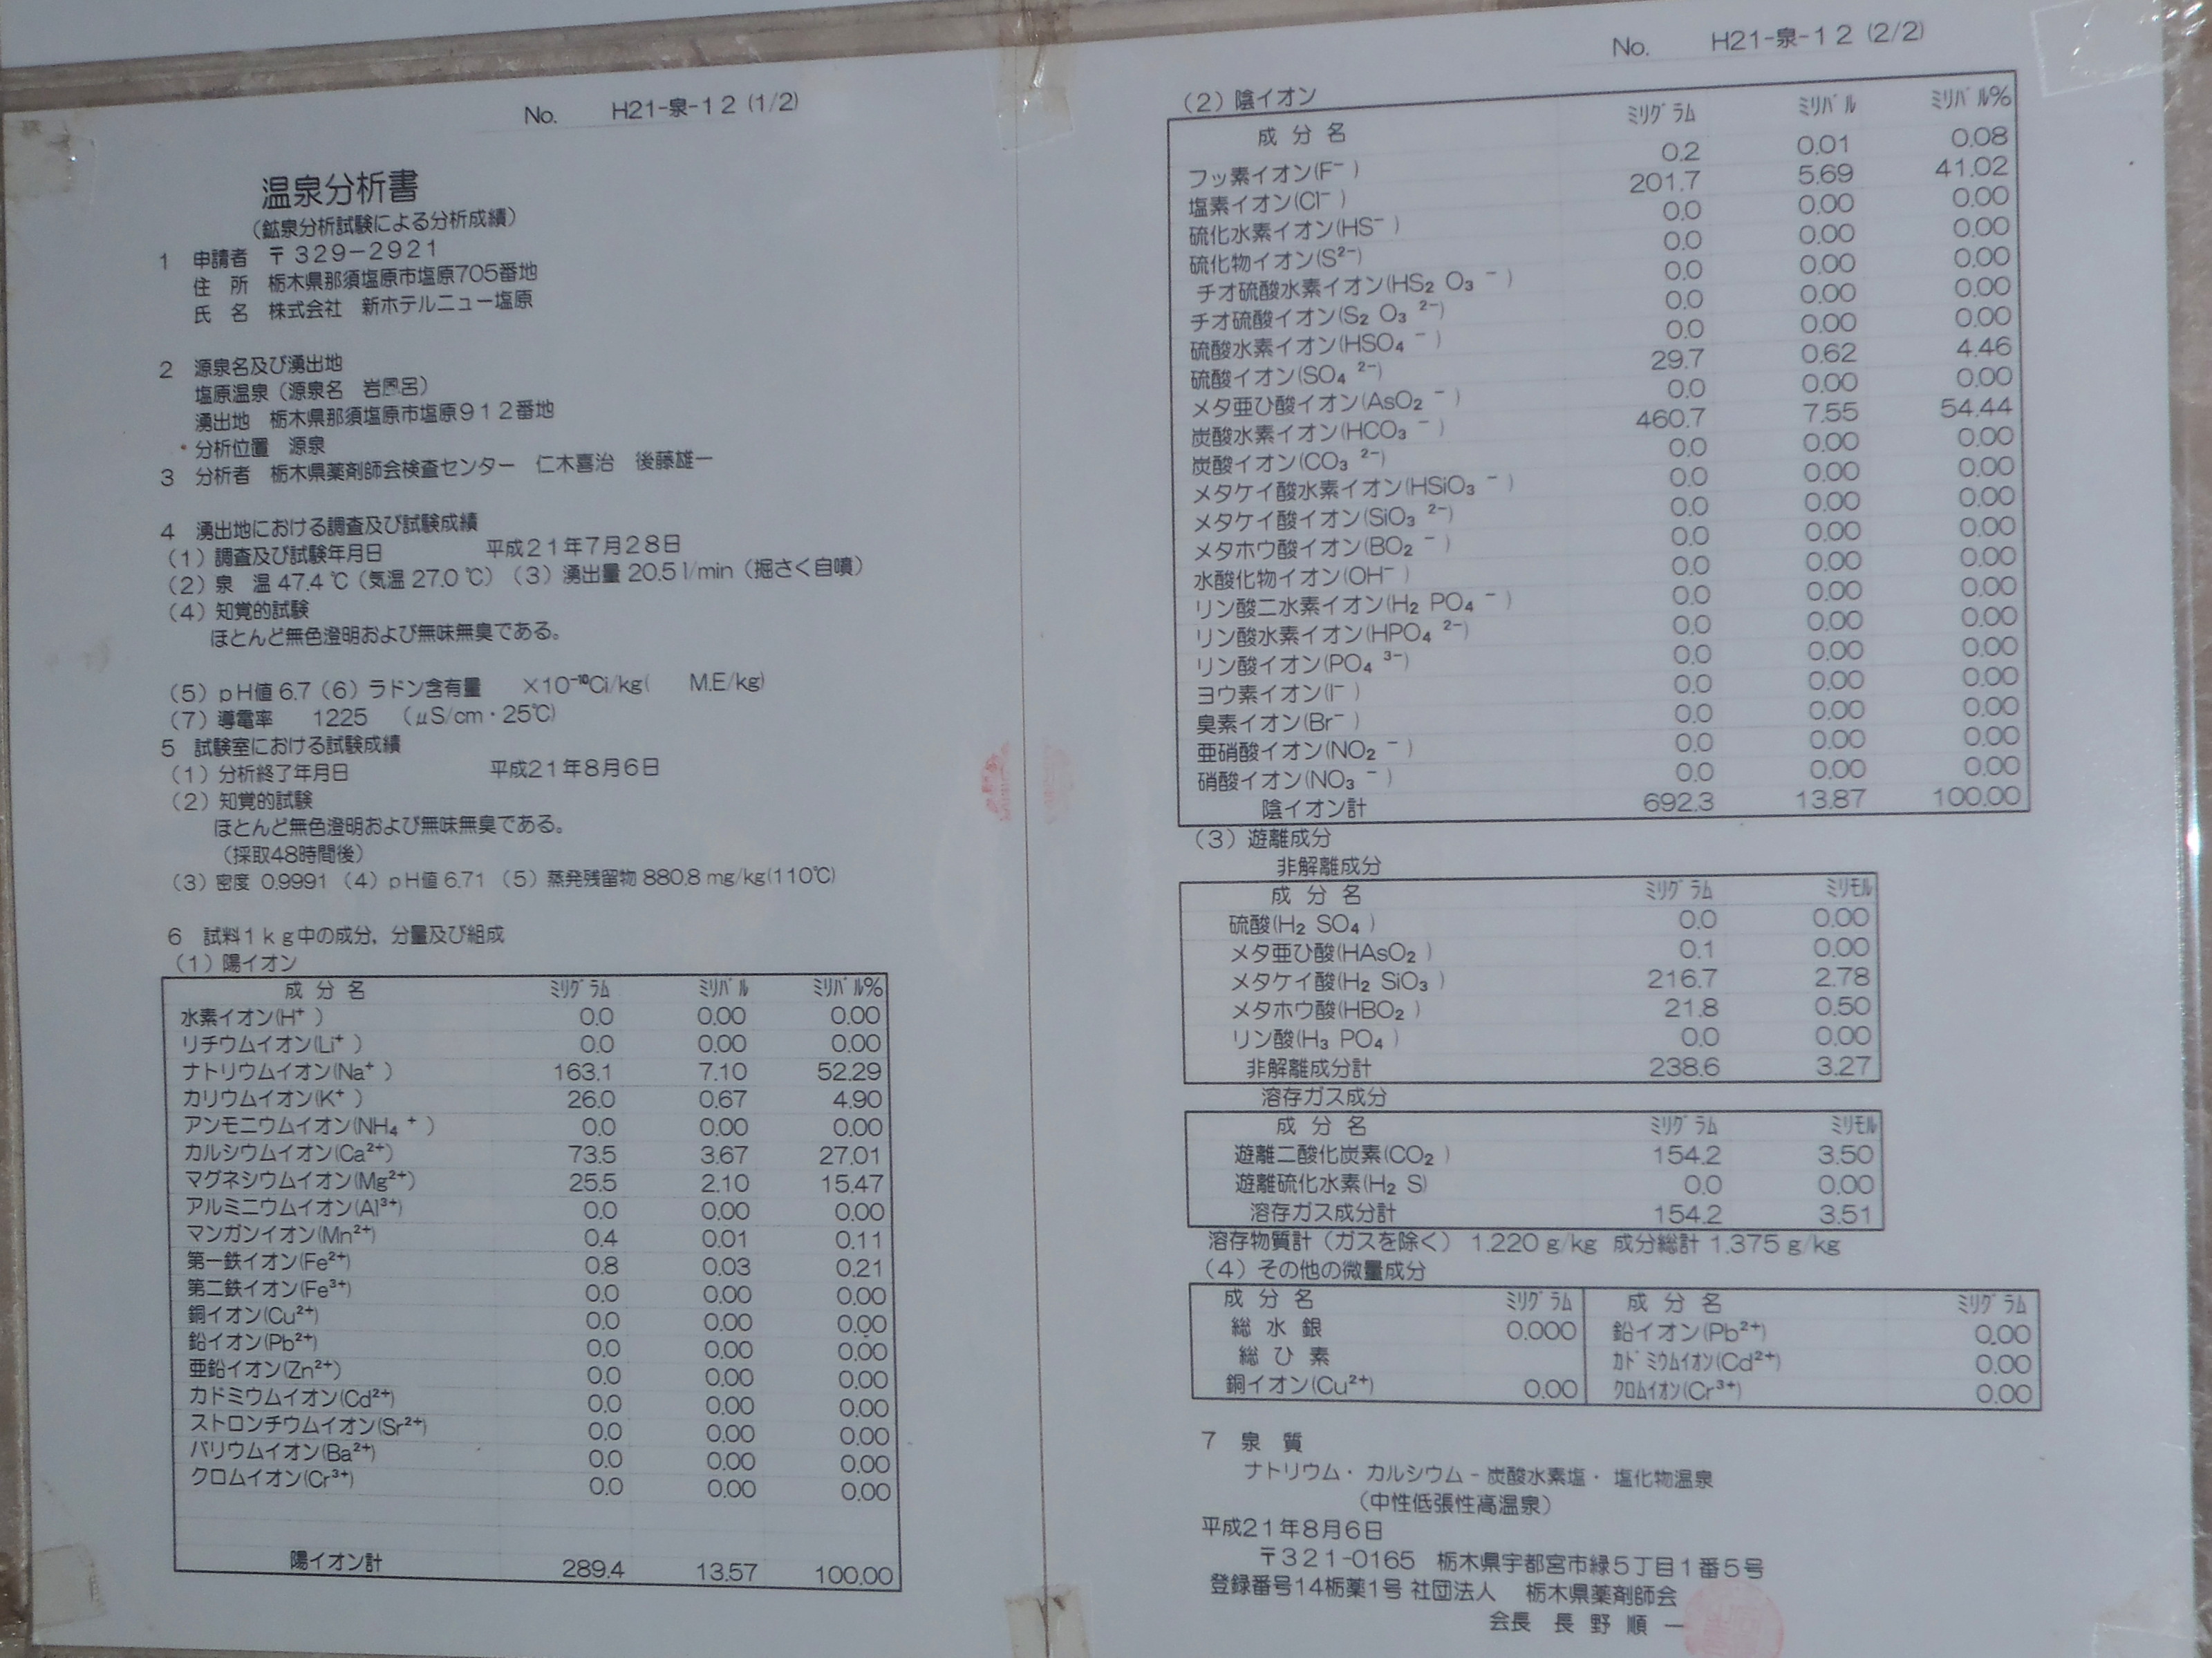 No. H21-泉-12 (1/2)
温泉分析書
(鉱泉分析試験による分析成績)
1 申請者 〒329-2921
住 所 栃木県那須塩原市塩原705番地
氏 名 株式会社 新ホテルニュー塩原
2 源泉名及び湧出地
塩原温泉(源泉名 岩風呂)
湧出地 栃木県那須塩原市塩原912番地
分析位置 源泉
3 分析者 栃木県薬剤師会検査センター 仁木喜治 後藤雄一
4 湧出地における調査及び試験成績
(1) 調査及び試験年月日 平成21年7月28日
(2) 泉 温 47.4℃(気温 27.0℃) (3) 湧出量 20.5 l/min (掘さく自噴)
(4) 知覚的試験
ほとんど無色澄明および無味無臭である。
(5) pH値 6.7 (6) ラドン含有量 ×10⁻¹⁰Ci/kg( M.E/kg)
(7) 導電率 1225 (μS/cm・25℃)
5 試験室における試験成績
(1) 分析終了年月日 平成21年8月6日
(2) 知覚的試験
ほとんど無色澄明および無味無臭である。
(採取48時間後)
(3) 密度 0.9991 (4) pH値 6.71 (5) 蒸発残留物 880.8 mg/kg(110℃)
6 試料1kg中の成分, 分量及び組成
(1) 陽イオン
成 分 名 ミリグラム ミリバル ミリバル%
水素イオン(H⁺) 0.0 0.00 0.00
リチウムイオン(Li⁺) 0.0 0.00 0.00
ナトリウムイオン(Na⁺) 163.1 7.10 52.29
カリウムイオン(K⁺) 26.0 0.67 4.90
アンモニウムイオン(NH₄⁺) 0.0 0.00 0.00
カルシウムイオン(Ca²⁺) 73.5 3.67 27.01
マグネシウムイオン(Mg²⁺) 25.5 2.10 15.47
アルミニウムイオン(Al³⁺) 0.0 0.00 0.00
マンガンイオン(Mn²⁺) 0.4 0.01 0.11
第一鉄イオン(Fe²⁺) 0.8 0.03 0.21
第二鉄イオン(Fe³⁺) 0.0 0.00 0.00
銅イオン(Cu²⁺) 0.0 0.00 0.00
鉛イオン(Pb²⁺) 0.0 0.00 0.00
亜鉛イオン(Zn²⁺) 0.0 0.00 0.00
カドミウムイオン(Cd²⁺) 0.0 0.00 0.00
ストロンチウムイオン(Sr²⁺) 0.0 0.00 0.00
バリウムイオン(Ba²⁺) 0.0 0.00 0.00
クロムイオン(Cr³⁺) 0.0 0.00 0.00
陽イオン計 289.4 13.57 100.00
No. H21-泉-12 (2/2)
(2) 陰イオン
成 分 名 ミリグラム ミリバル ミリバル%
フッ素イオン(F⁻) 0.2 0.01 0.08
塩素イオン(Cl⁻) 201.7 5.69 41.02
硫化水素イオン(HS⁻) 0.0 0.00 0.00
硫化物イオン(S²⁻) 0.0 0.00 0.00
チオ硫酸水素イオン(HS₂O₃⁻) 0.0 0.00 0.00
チオ硫酸イオン(S₂O₃²⁻) 0.0 0.00 0.00
硫酸水素イオン(HSO₄⁻) 0.0 0.00 0.00
硫酸イオン(SO₄²⁻) 29.7 0.62 4.46
メタ亜ひ酸イオン(AsO₂⁻) 0.0 0.00 0.00
炭酸水素イオン(HCO₃⁻) 460.7 7.55 54.44
炭酸イオン(CO₃²⁻) 0.0 0.00 0.00
メタケイ酸水素イオン(HSiO₃⁻) 0.0 0.00 0.00
メタケイ酸イオン(SiO₃²⁻) 0.0 0.00 0.00
メタホウ酸イオン(BO₂⁻) 0.0 0.00 0.00
水酸化物イオン(OH⁻) 0.0 0.00 0.00
リン酸二水素イオン(H₂PO₄⁻) 0.0 0.00 0.00
リン酸水素イオン(HPO₄²⁻) 0.0 0.00 0.00
リン酸イオン(PO₄³⁻) 0.0 0.00 0.00
ヨウ素イオン(I⁻) 0.0 0.00 0.00
臭素イオン(Br⁻) 0.0 0.00 0.00
亜硝酸イオン(NO₂⁻) 0.0 0.00 0.00
硝酸イオン(NO₃⁻) 0.0 0.00 0.00
陰イオン計 692.3 13.87 100.00
(3) 遊離成分
非解離成分
成 分 名 ミリグラム ミリモル
硫酸(H₂SO₄) 0.0 0.00
メタ亜ひ酸(HAsO₂) 0.1 0.00
メタケイ酸(H₂SiO₃) 216.7 2.78
メタホウ酸(HBO₂) 21.8 0.50
リン酸(H₃PO₄) 0.0 0.00
非解離成分計 238.6 3.27
溶存ガス成分
成 分 名 ミリグラム ミリモル
遊離二酸化炭素(CO₂) 154.2 3.50
遊離硫化水素(H₂S) 0.0 0.00
溶存ガス成分計 154.2 3.51
溶存物質計(ガスを除く) 1.220 g/kg 成分総計 1.375 g/kg
(4) その他の微量成分
成 分 名 ミリグラム 成 分 名 ミリグラム
総 水 銀 0.000 鉛イオン(Pb²⁺) 0.00
総 ひ 素 カドミウムイオン(Cd²⁺) 0.00
銅イオン(Cu²⁺) 0.00 クロムイオン(Cr³⁺) 0.00
7 泉 質
ナトリウム・カルシウム-炭酸水素塩・塩化物温泉
(中性低張性高温泉)
平成21年8月6日
〒321-0165 栃木県宇都宮市緑5丁目1番5号
登録番号14栃薬1号 社団法人 栃木県薬剤師会
会長 長 野 順 一